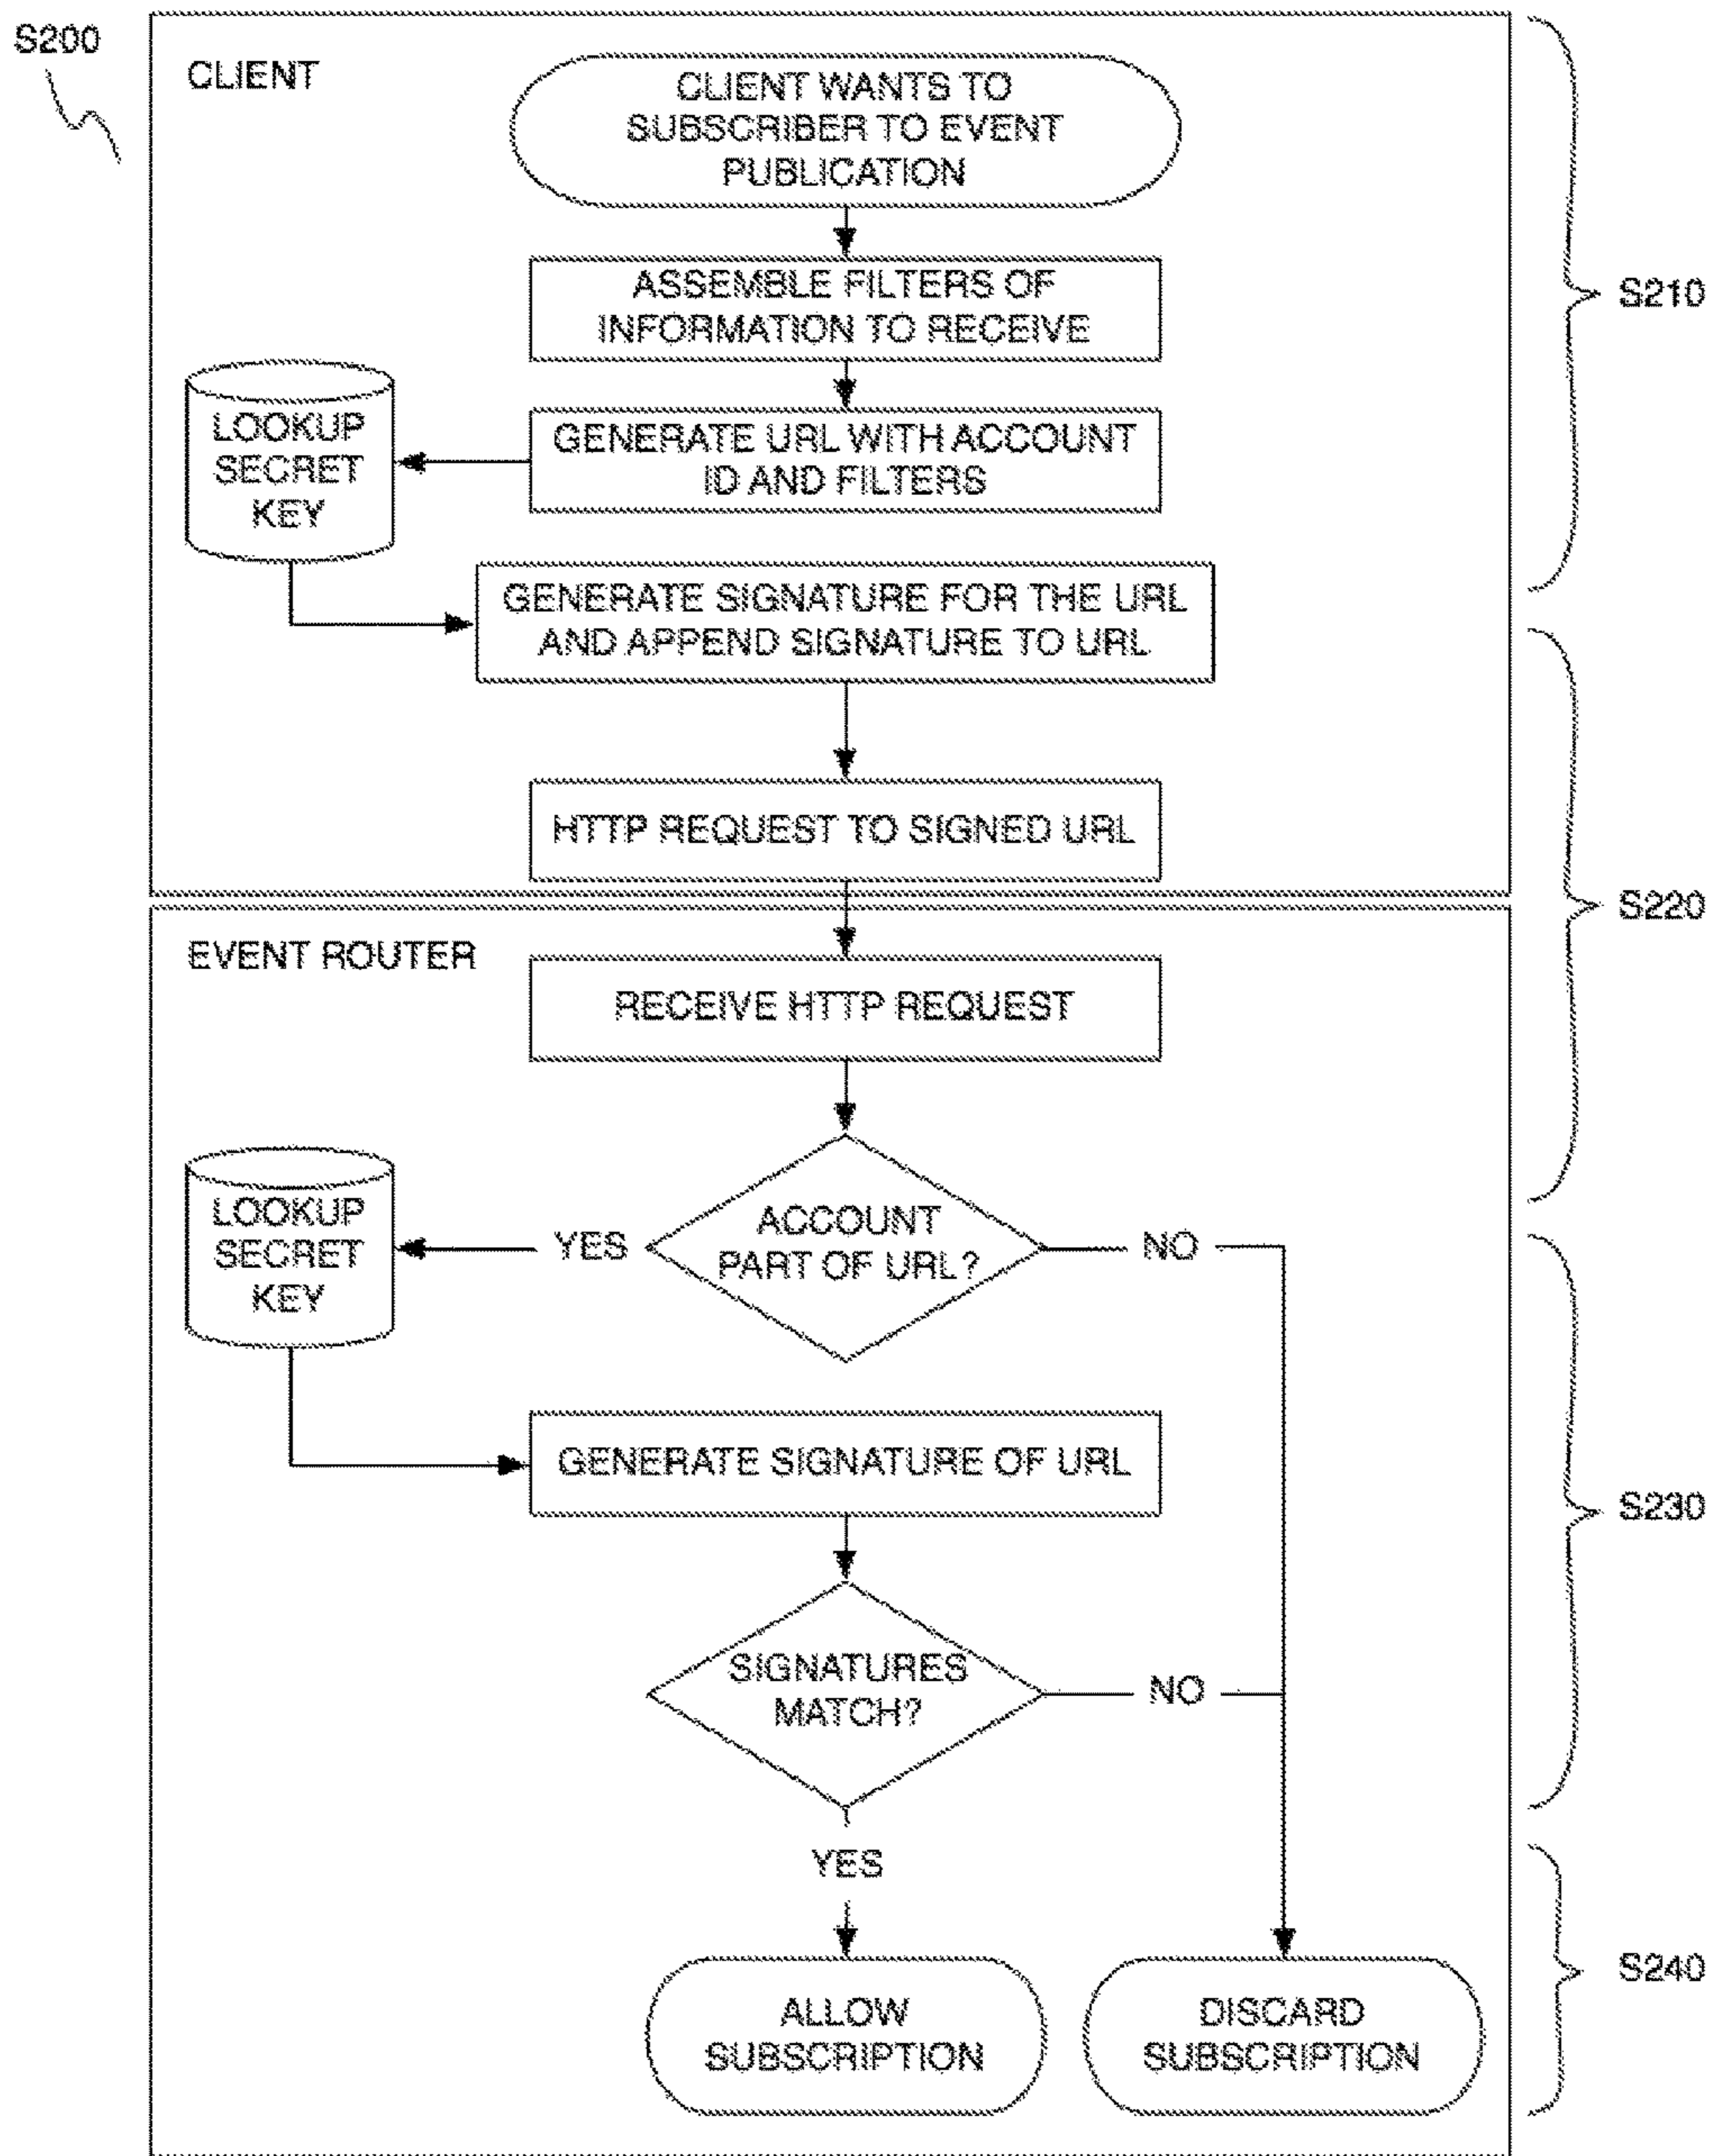 S200
CLIENT
CLIENT WANTS TO
SUBSCRIBER TO EVENT
PUBLICATION
ASSEMBLE FILTERS OF
INFORMATION TO RECEIVE
S210
LOOKUP
SECRET
KEY
GENERATE URL WITH ACCOUNT
ID AND FILTERS
GENERATE SIGNATURE FOR THE URL
AND APPEND SIGNATURE TO URL
HTTP REQUEST TO SIGNED URL
S220
EVENT ROUTER
RECEIVE HTTP REQUEST
LOOKUP
SECRET
KEY
YES
ACCOUNT
PART OF URL?
NO
GENERATE SIGNATURE OF URL
S230
SIGNATURES
MATCH?
NO
YES
S240
ALLOW
SUBSCRIPTION
DISCARD
SUBSCRIPTION